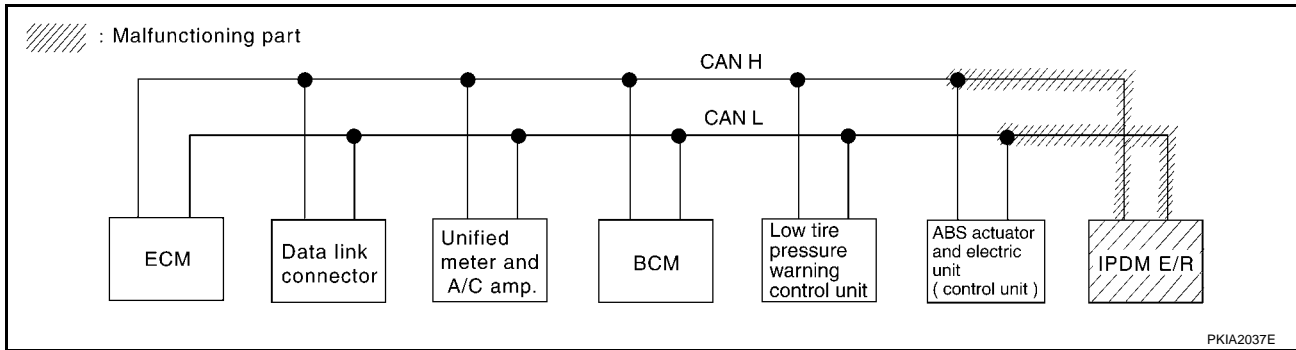 : Malfunctioning part
CAN H
CAN L
ECM
Data link
connector
Unified
meter and
A/C amp.
BCM
Low tire
pressure
warning
control unit
ABS actuator
and electric
unit
( control unit )
IPDM E/R
PKIA2037E